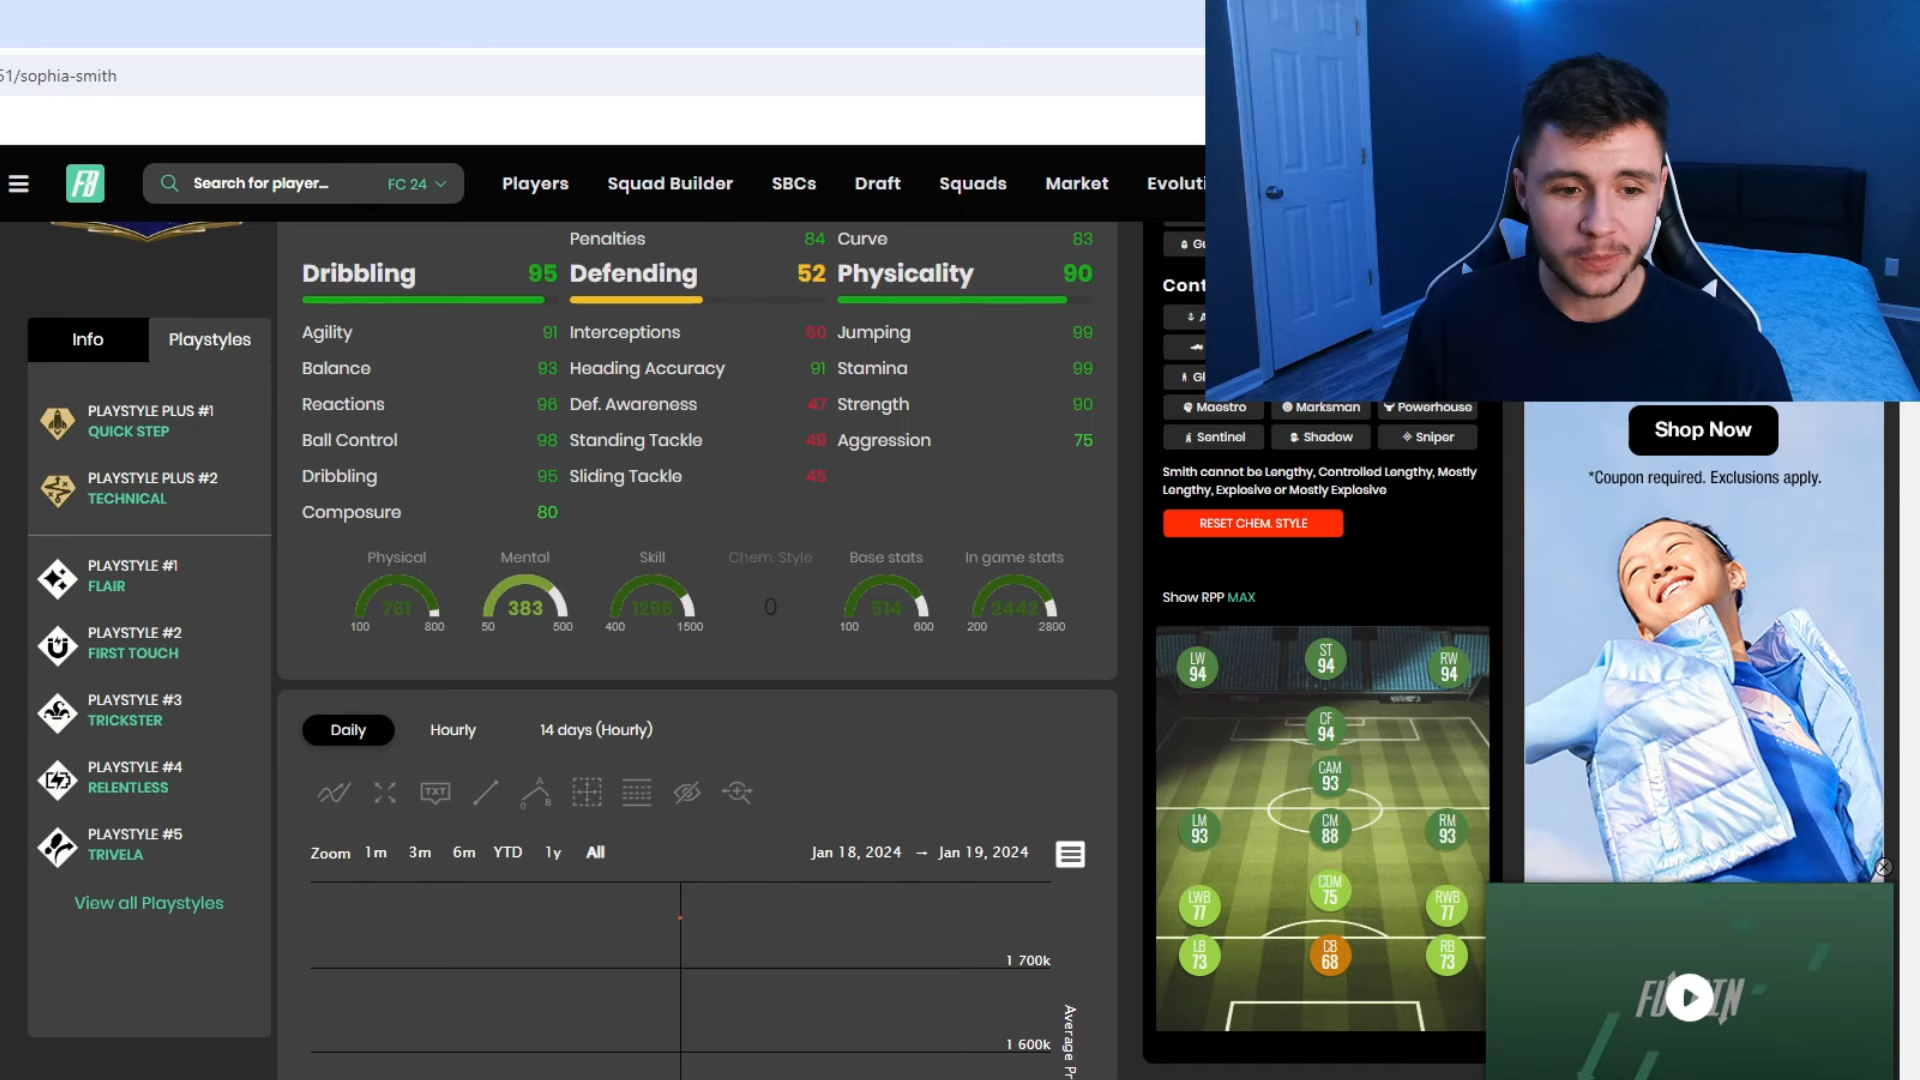 51/sophia-smith
FB
Search for player...
FC 24
Players
Squad Builder
SBCs
Draft
Squads
Market
Penalties 84
Curve 83
Dribbling 95
Defending 52
Physicality 90
Agility 91
Interceptions 50
Jumping 99
Balance 93
Heading Accuracy 91
Stamina 99
Reactions 96
Def. Awareness 47
Strength 90
Ball Control 98
Standing Tackle 49
Aggression 75
Dribbling 95
Sliding Tackle 45
Composure 80
Physical
761
100 800
Mental
383
50 500
Skill
1298
400 1500
Chem. Style
0
Base stats
514
100 600
In game stats
2442
200 2800
Info
Playstyles
PLAYSTYLE PLUS #1
QUICK STEP
PLAYSTYLE PLUS #2
TECHNICAL
PLAYSTYLE #1
FLAIR
PLAYSTYLE #2
FIRST TOUCH
PLAYSTYLE #3
TRICKSTER
PLAYSTYLE #4
RELENTLESS
PLAYSTYLE #5
TRIVELA
View all Playstyles
Daily
Hourly
14 days (Hourly)
TXT
A
0 B
Zoom 1m 3m 6m YTD 1y All
Jan 18, 2024 → Jan 19, 2024
1 700k
1 600k
Average Pr
Maestro
Marksman
Powerhouse
Sentinel
Shadow
Sniper
Smith cannot be Lengthy, Controlled Lengthy, Mostly
Lengthy, Explosive or Mostly Explosive
RESET CHEM. STYLE
Show RPP MAX
LW
94
ST
94
RW
94
CF
94
CAM
93
LM
93
CM
88
RM
93
CDM
75
LWB
77
RWB
77
LB
73
CB
68
RB
73
Shop Now
*Coupon required. Exclusions apply.